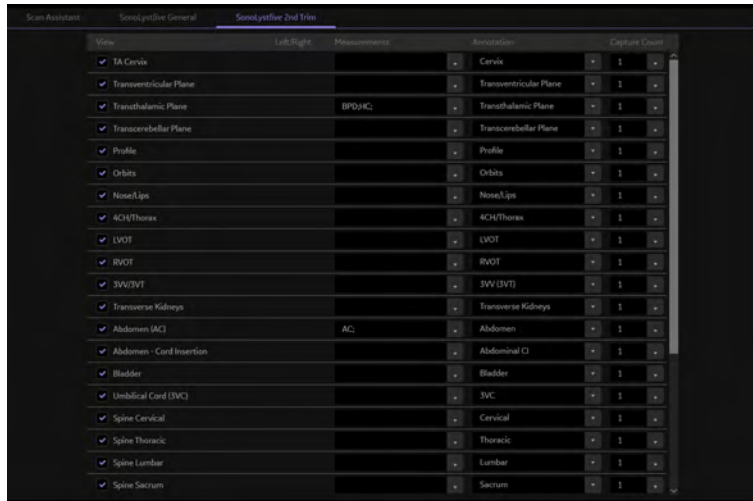 Scan Assistant SonoLystlive General SonoLystlive 2nd Trim
View Left/Right Measurements Annotation Capture Count
TA Cervix Cervix 1
Transventricular Plane Transventricular Plane 1
Transthalamic Plane BPD;HC; Transthalamic Plane 1
Transcerebellar Plane Transcerebellar Plane 1
Profile Profile 1
Orbits Orbits 1
Nose/Lips Nose/Lips 1
4CH/Thorax 4CH/Thorax 1
LVOT LVOT 1
RVOT RVOT 1
3VV/3VT 3VV (3VT) 1
Transverse Kidneys Transverse Kidneys 1
Abdomen (AC) AC; Abdomen 1
Abdomen - Cord Insertion Abdominal CI 1
Bladder Bladder 1
Umbilical Cord (3VC) 3VC 1
Spine Cervical Cervical 1
Spine Thoracic Thoracic 1
Spine Lumbar Lumbar 1
Spine Sacrum Sacrum 1